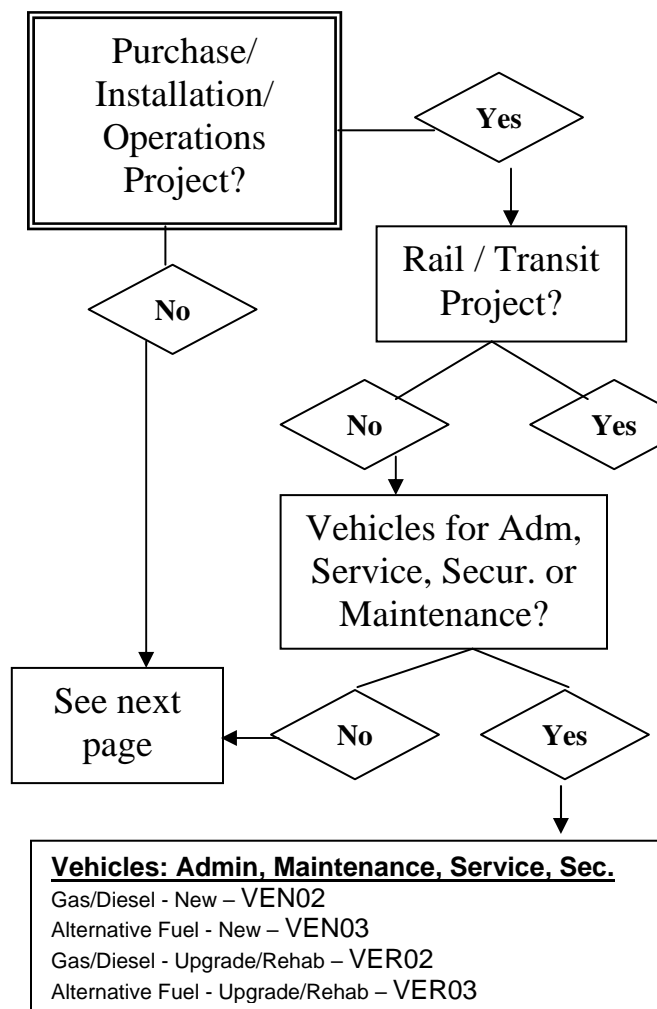 Purchase/
Installation/
Operations
Project?
Yes
No
Rail / Transit
Project?
No
Yes
Vehicles for Adm,
Service, Secur. or
Maintenance?
See next
page
No
Yes
Vehicles: Admin, Maintenance, Service, Sec.
Gas/Diesel - New – VEN02
Alternative Fuel - New – VEN03
Gas/Diesel - Upgrade/Rehab – VER02
Alternative Fuel - Upgrade/Rehab – VER03